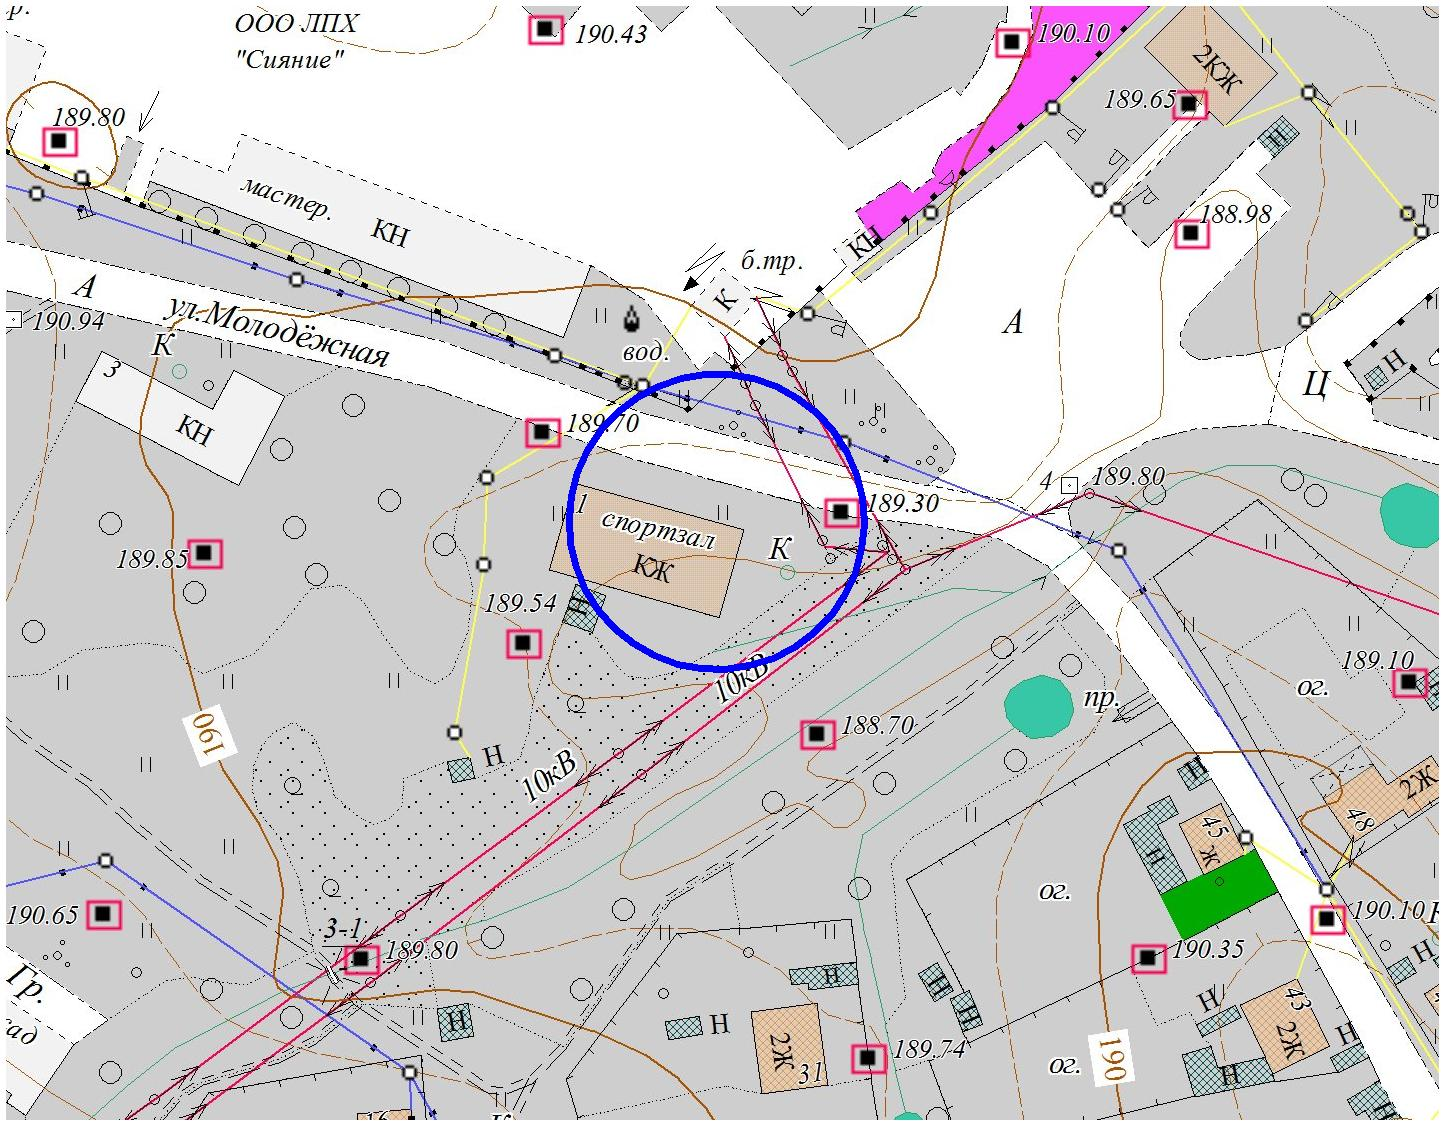 р.
ООО ЛПХ
"Сияние"
190.43
190.10
2КЖ
189.65
189.80
Н
мастер.
КН
188.98
КН
б.тр.
К
А
А
ул.Молодёжная
190.94
К
вод.
Н
3
КН
Ц
189.70
189.80
4
189.30
1
спортзал
КЖ
К
189.85
189.54
Н
189.10
ог.
10кВ
пр.
188.70
190
Н
10кВ
Н
2Ж
48
45
ж
Н
ог.
190.65
3-1
189.80
190.10
190.35
Гр.
Н
Н
Н
Н
Н
Н
43
2Ж
Н
2Ж
31
189.74
ог.
190
Н
Н
16
К